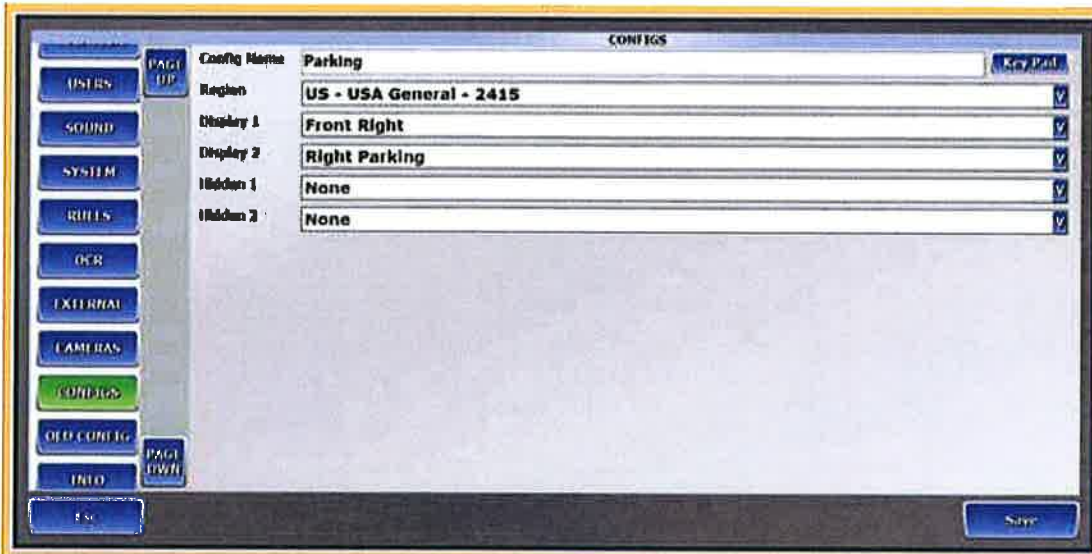 CONFIGS
USERS
SOUND
SYSTEM
RULES
OCR
EXTERNAL
CAMERAS
CONFIGS
OLD CONFIG
INFO
Esc
PAGE
UP
PAGE
DWN
Config Name Parking Key Pad
Region US - USA General - 2415 V
Display 1 Front Right V
Display 2 Right Parking V
Hidden 1 None V
Hidden 2 None V
Save